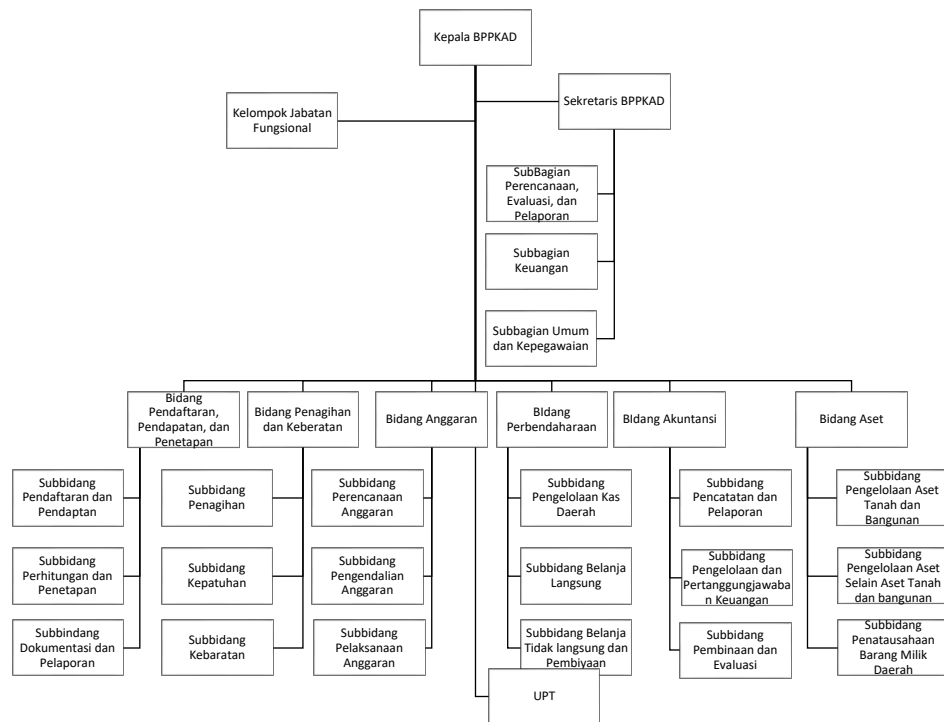 Kepala BPPKAD
Sekretaris BPPKAD
Kelompok Jabatan
Fungsional
SubBagian
Perencanaan,
Evaluasi, dan
Pelaporan
Subbagian
Keuangan
Subbagian Umum
dan Kepegawaian
Bidang
Pendaftaran,
Pendapatan, dan
Penetapan
Bidang Penagihan
dan Keberatan
Bidang Anggaran
BIdang
Perbendaharaan
BIdang Akuntansi
Bidang Aset
Subbidang
Pendaftaran dan
Pendaptan
Subbidang
Penagihan
Subbidang
Perencanaan
Anggaran
Subbidang
Pengelolaan Kas
Daerah
Subbidang
Pencatatan dan
Pelaporan
Subbidang
Pengelolaan Aset
Tanah dan
Bangunan
Subbidang
Perhitungan dan
Penetapan
Subbidang
Kepatuhan
Subbidang
Pengendalian
Anggaran
Subbidang Belanja
Langsung
Subbidang
Pengelolaan dan
Pertanggungjawaba
n Keuangan
Subbidang
Pengelolaan Aset
Selain Aset Tanah
dan bangunan
Subbindang
Dokumentasi dan
Pelaporan
Subbidang
Kebaratan
Subbidang
Pelaksanaan
Anggaran
Subbidang Belanja
Tidak langsung dan
Pembiyaan
Subbidang
Pembinaan dan
Evaluasi
Subbidang
Penatausahaan
Barang Milik
Daerah
UPT